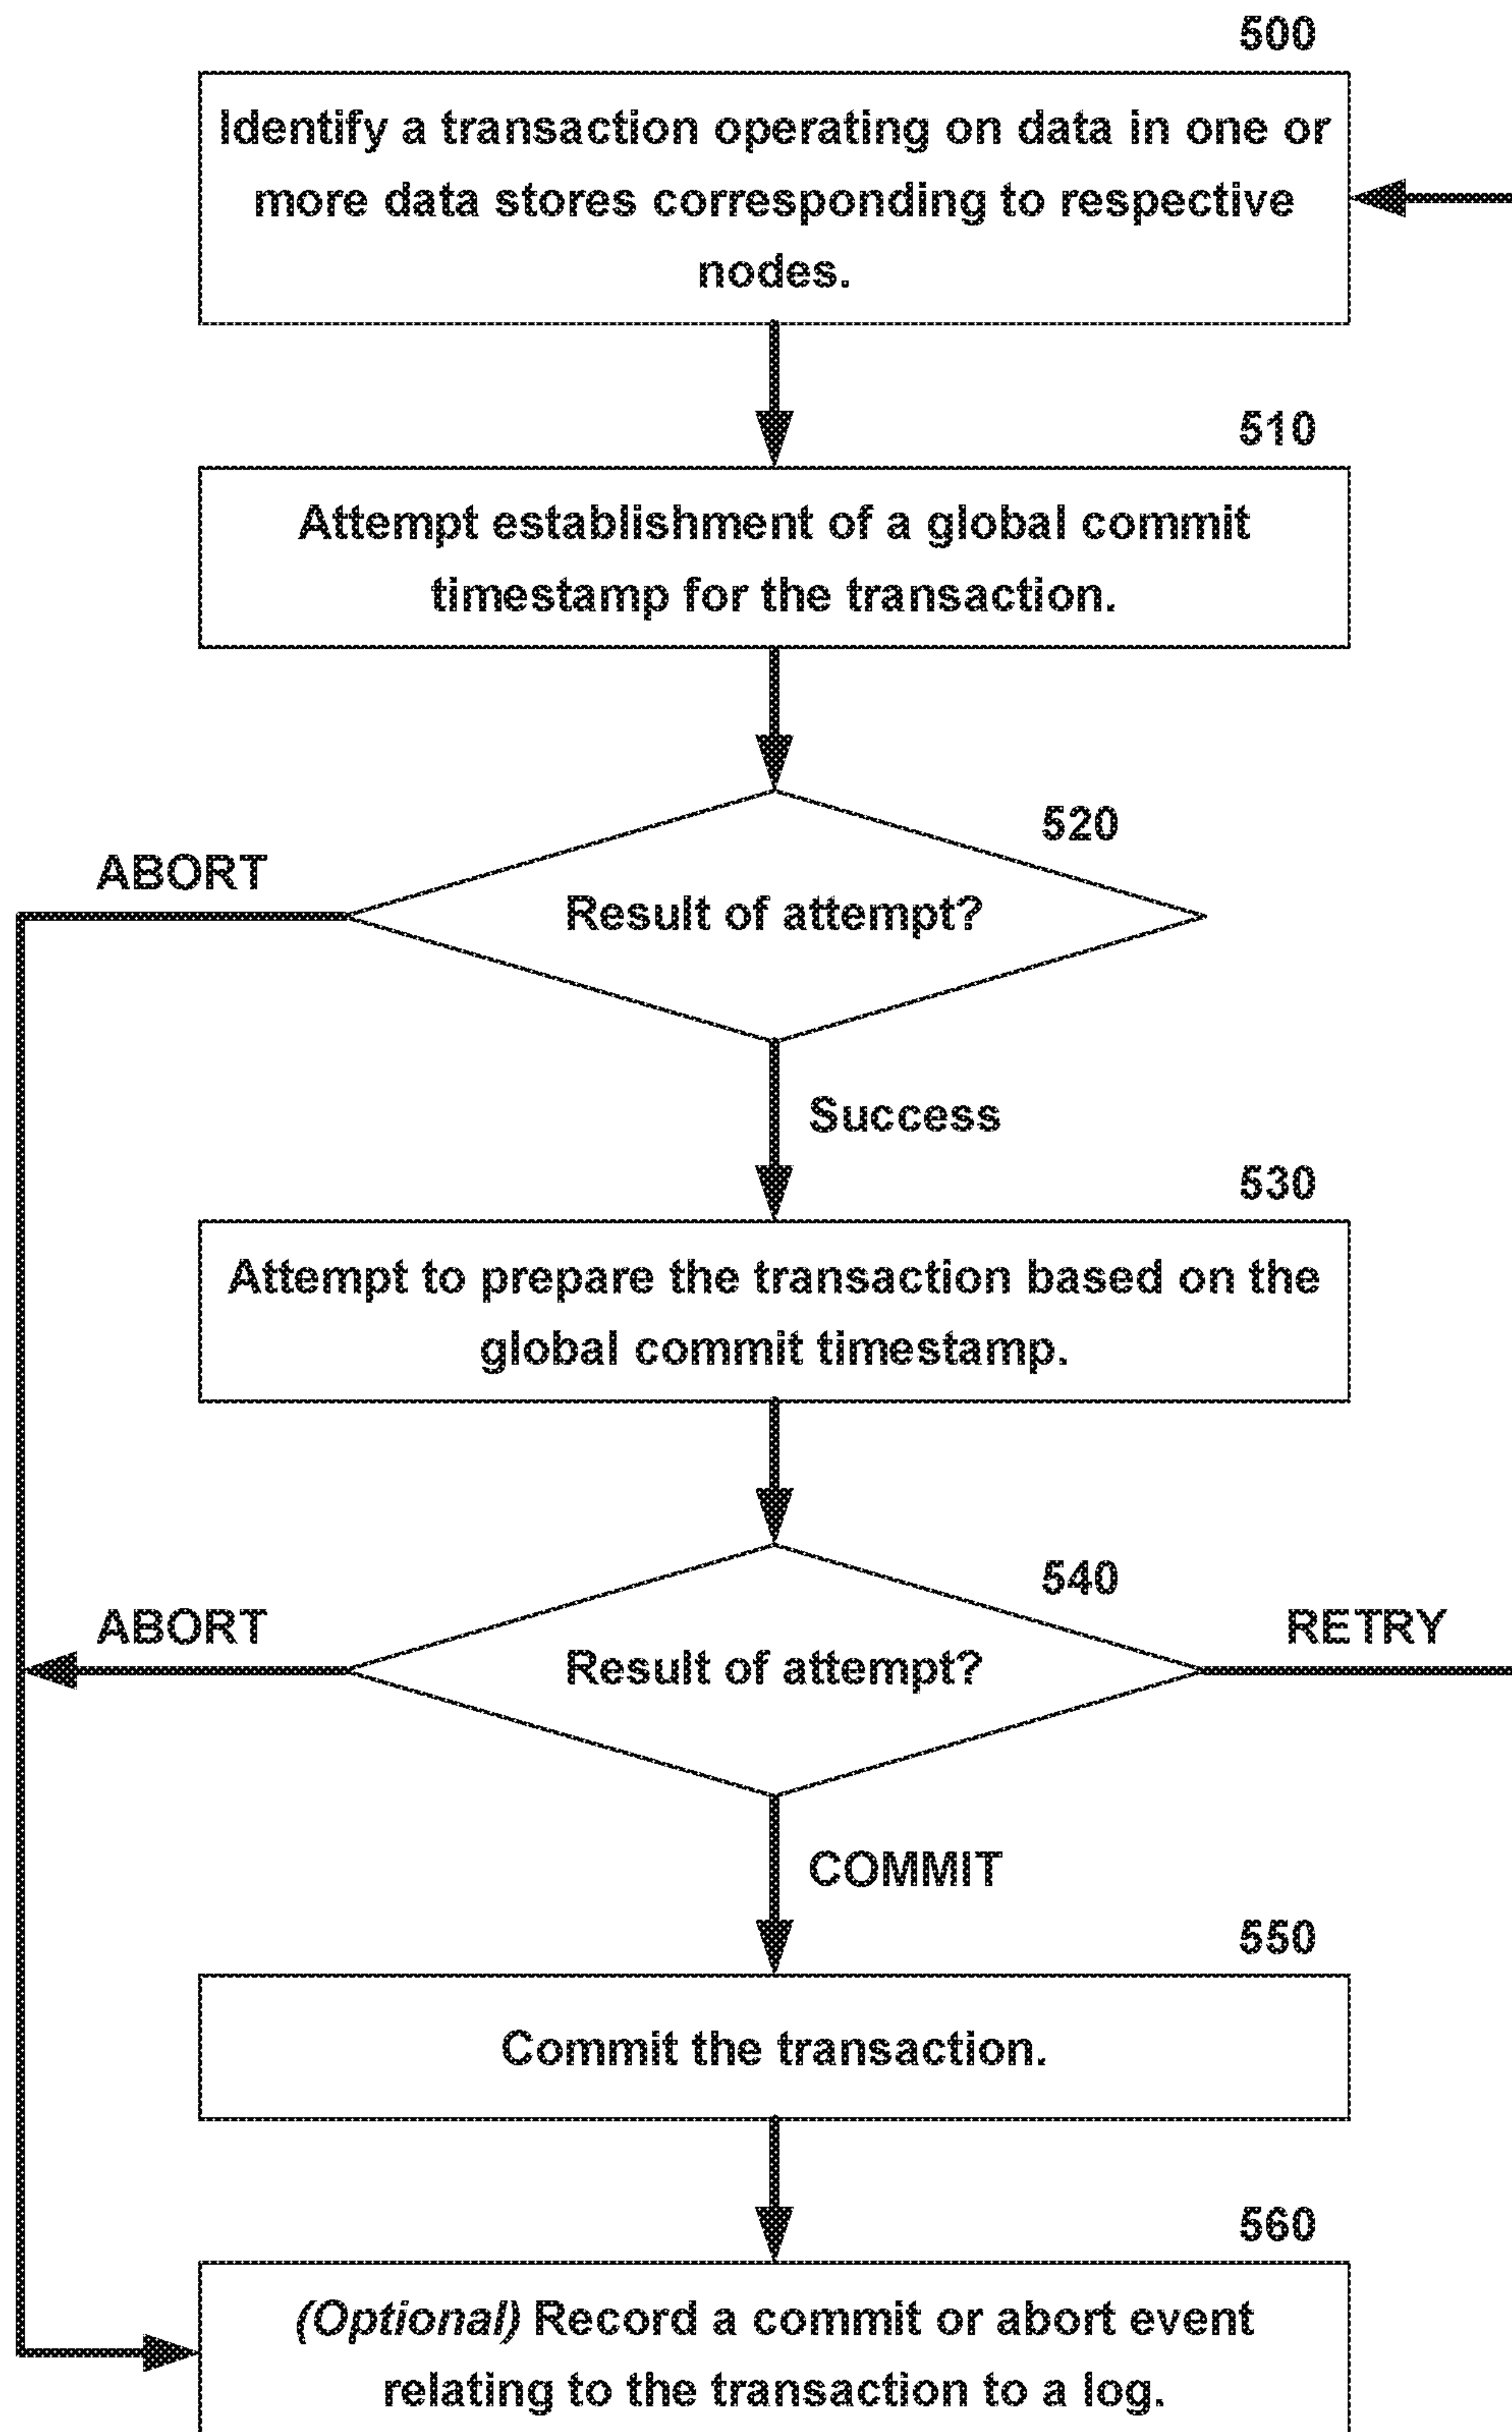 500
Identify a transaction operating on data in one or
more data stores corresponding to respective
nodes.
510
Attempt establishment of a global commit
timestamp for the transaction.
520
ABORT
Result of attempt?
Success
530
Attempt to prepare the transaction based on the
global commit timestamp.
540
ABORT
RETRY
Result of attempt?
COMMIT
550
Commit the transaction.
560
(Optional) Record a commit or abort event
relating to the transaction to a log.